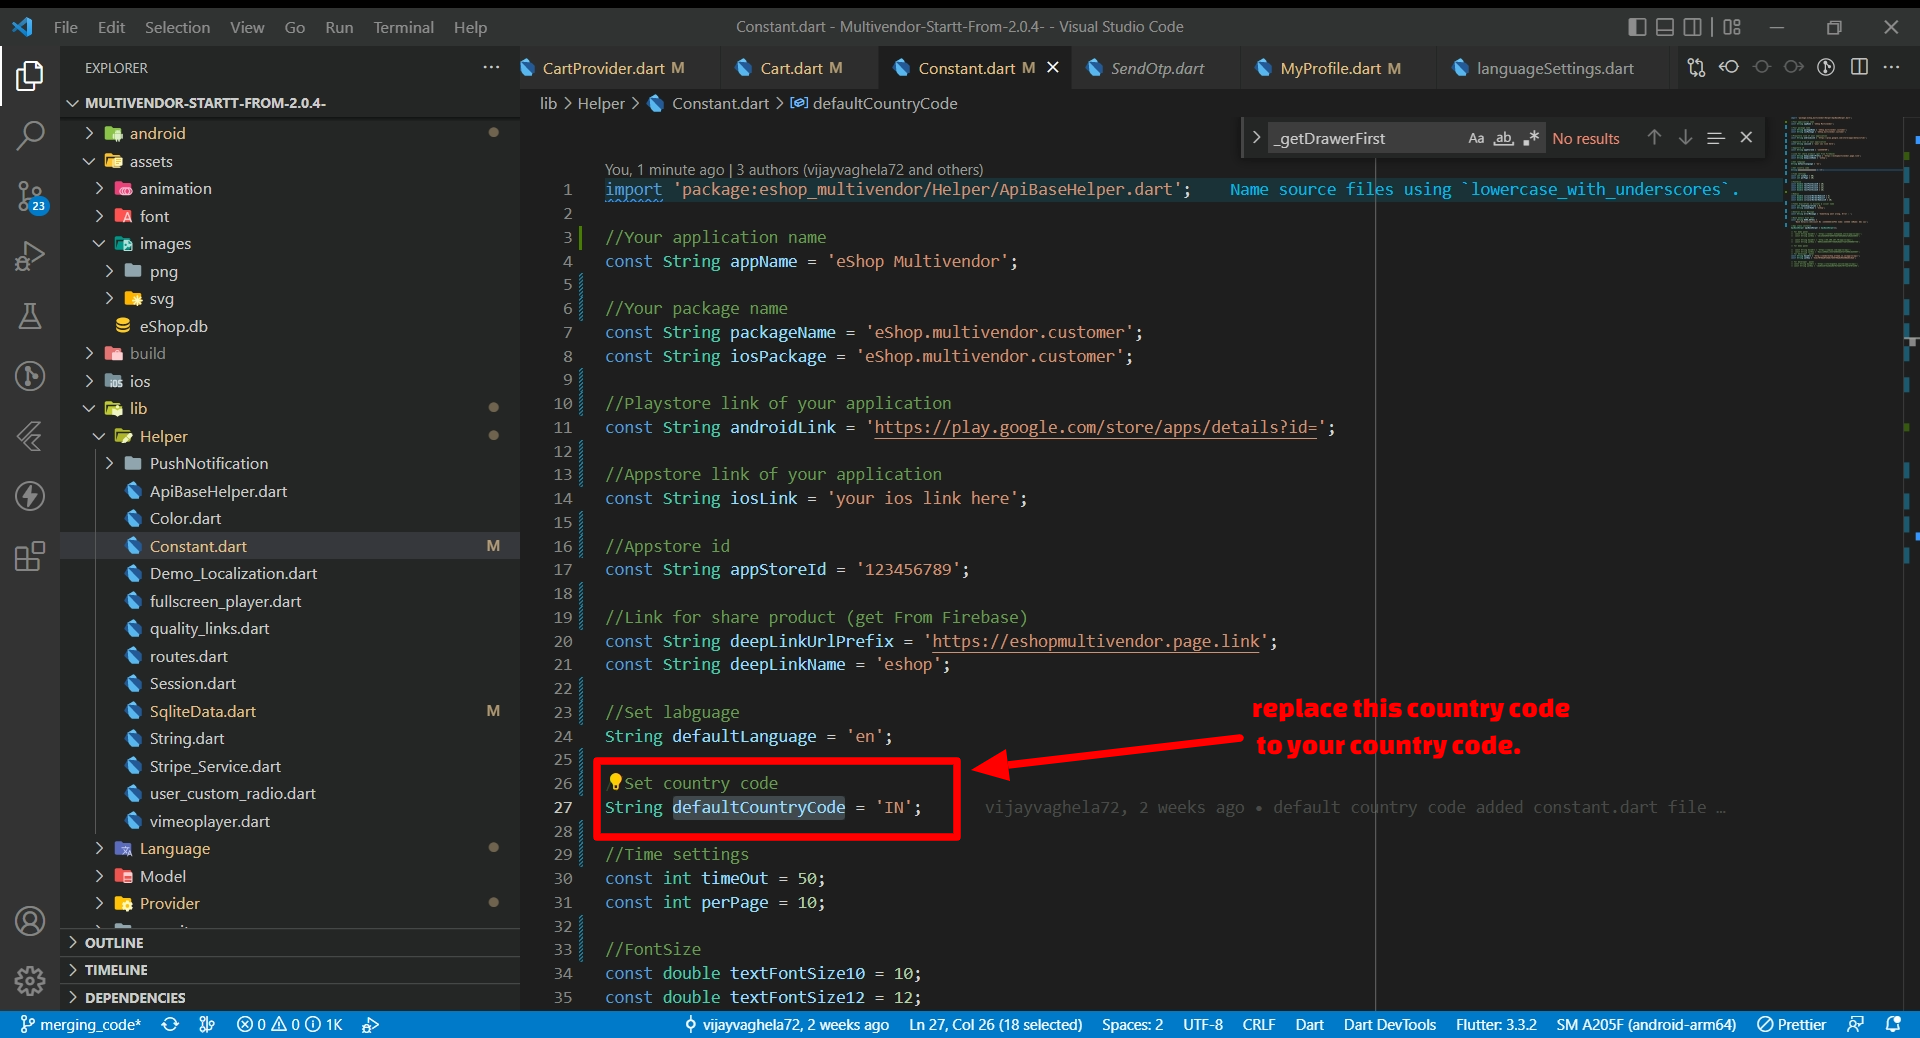 File Edit Selection View Go Run Terminal Help
Constant.dart - Multivendor-Startt-From-2.0.4- - Visual Studio Code
EXPLORER
MULTIVENDOR-STARTT-FROM-2.0.4-
android
assets
animation
font
images
png
svg
eShop.db
build
ios
lib
Helper
PushNotification
ApiBaseHelper.dart
Color.dart
Constant.dart M
Demo_Localization.dart
fullscreen_player.dart
quality_links.dart
routes.dart
Session.dart
SqliteData.dart M
String.dart
Stripe_Service.dart
user_custom_radio.dart
vimeoplayer.dart
Language
Model
Provider
OUTLINE
TIMELINE
DEPENDENCIES
23
CartProvider.dart M
Cart.dart M
Constant.dart M
SendOtp.dart
MyProfile.dart M
languageSettings.dart
lib > Helper > Constant.dart > defaultCountryCode
_getDrawerFirst Aa ab .* No results
You, 1 minute ago | 3 authors (vijayvaghela72 and others)
1 import 'package:eshop_multivendor/Helper/ApiBaseHelper.dart'; Name source files using `lowercase_with_underscores`.
2
3 //Your application name
4 const String appName = 'eShop Multivendor';
5
6 //Your package name
7 const String packageName = 'eShop.multivendor.customer';
8 const String iosPackage = 'eShop.multivendor.customer';
9
10 //Playstore link of your application
11 const String androidLink = 'https://play.google.com/store/apps/details?id=';
12
13 //Appstore link of your application
14 const String iosLink = 'your ios link here';
15
16 //Appstore id
17 const String appStoreId = '123456789';
18
19 //Link for share product (get From Firebase)
20 const String deepLinkUrlPrefix = 'https://eshopmultivendor.page.link';
21 const String deepLinkName = 'eshop';
22
23 //Set labguage
24 String defaultLanguage = 'en';
25
26 Set country code
27 String defaultCountryCode = 'IN'; vijayvaghela72, 2 weeks ago • default country code added constant.dart file …
28
29 //Time settings
30 const int timeOut = 50;
31 const int perPage = 10;
32
33 //FontSize
34 const double textFontSize10 = 10;
35 const double textFontSize12 = 12;
replace this country code
to your country code.
merging_code* 0 0 1K
vijayvaghela72, 2 weeks ago Ln 27, Col 26 (18 selected) Spaces: 2 UTF-8 CRLF Dart Dart DevTools Flutter: 3.3.2 SM A205F (android-arm64) Prettier